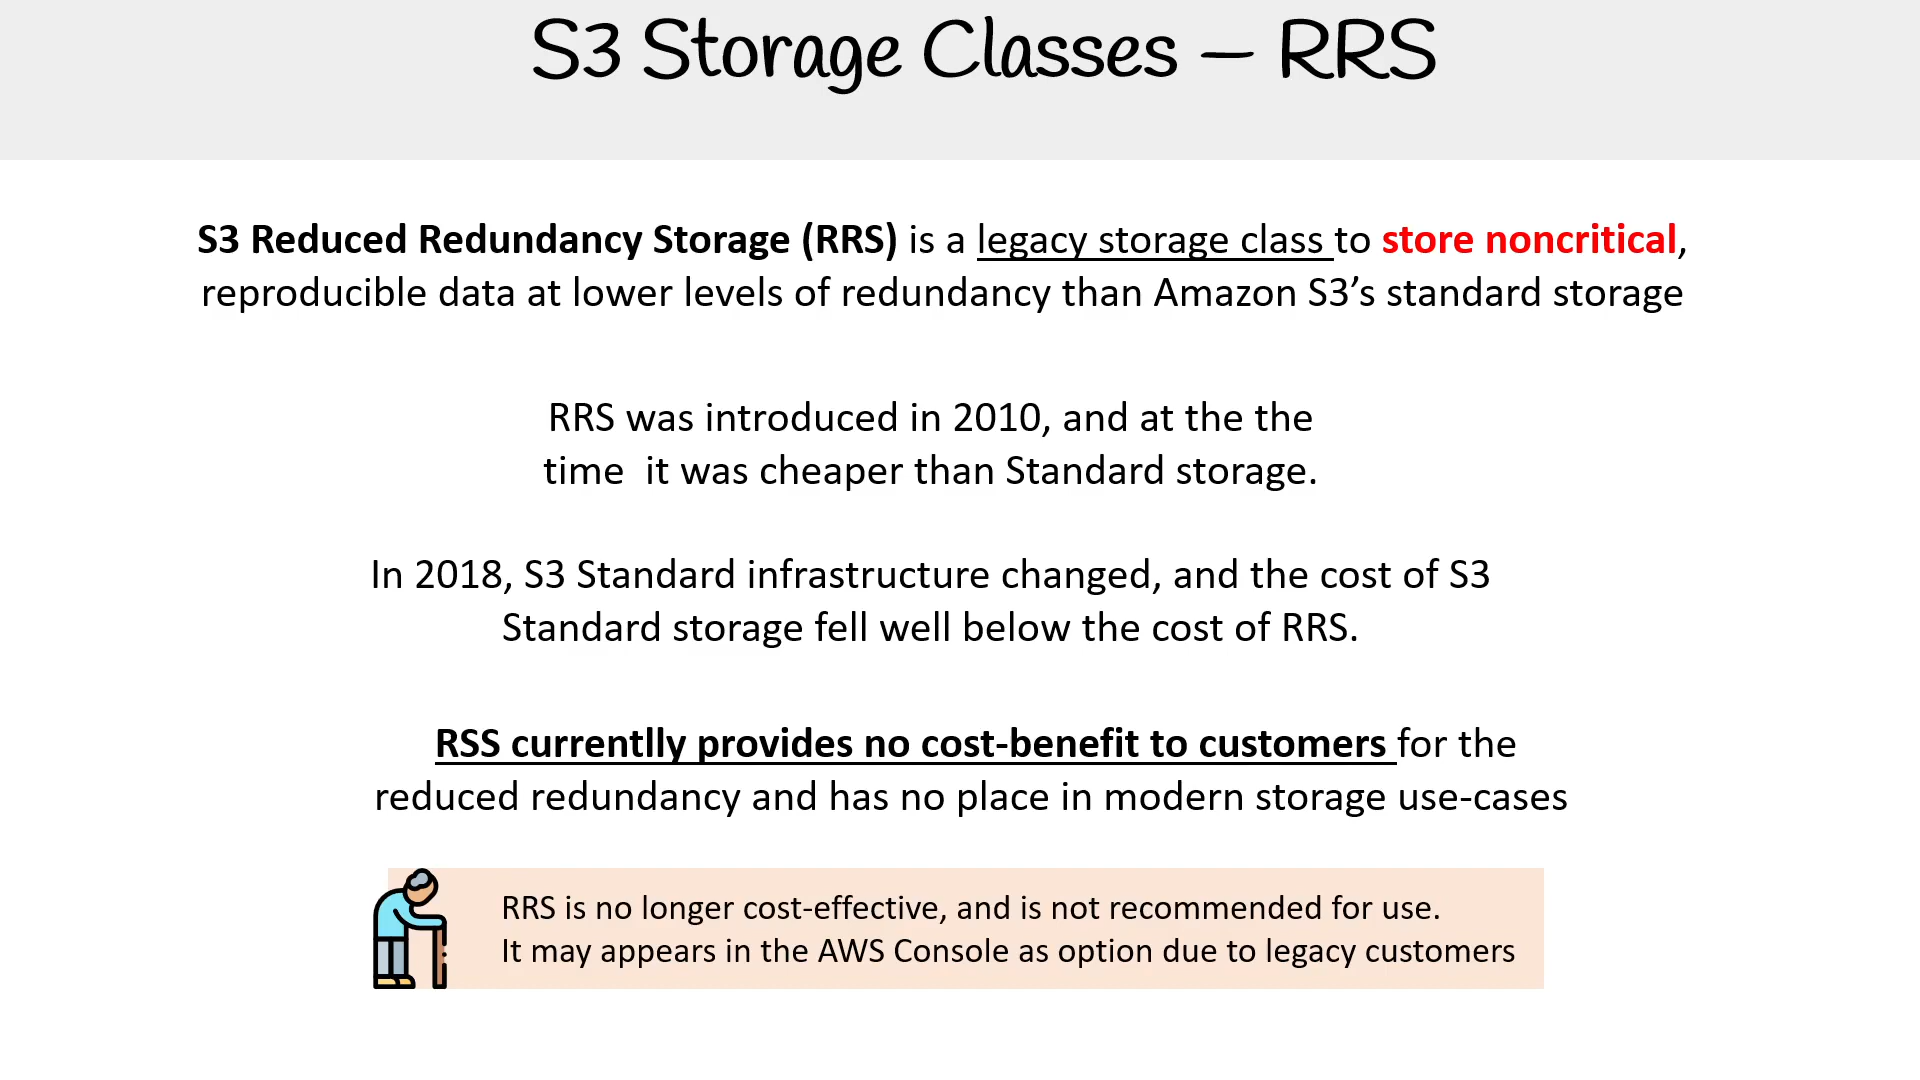 S3 Storage Classes – RRS
S3 Reduced Redundancy Storage (RRS) is a legacy storage class to store noncritical,
reproducible data at lower levels of redundancy than Amazon S3’s standard storage
RRS was introduced in 2010, and at the the
time  it was cheaper than Standard storage.
In 2018, S3 Standard infrastructure changed, and the cost of S3
Standard storage fell well below the cost of RRS.
RSS currentlly provides no cost-benefit to customers for the
reduced redundancy and has no place in modern storage use-cases
RRS is no longer cost-effective, and is not recommended for use.
It may appears in the AWS Console as option due to legacy customers